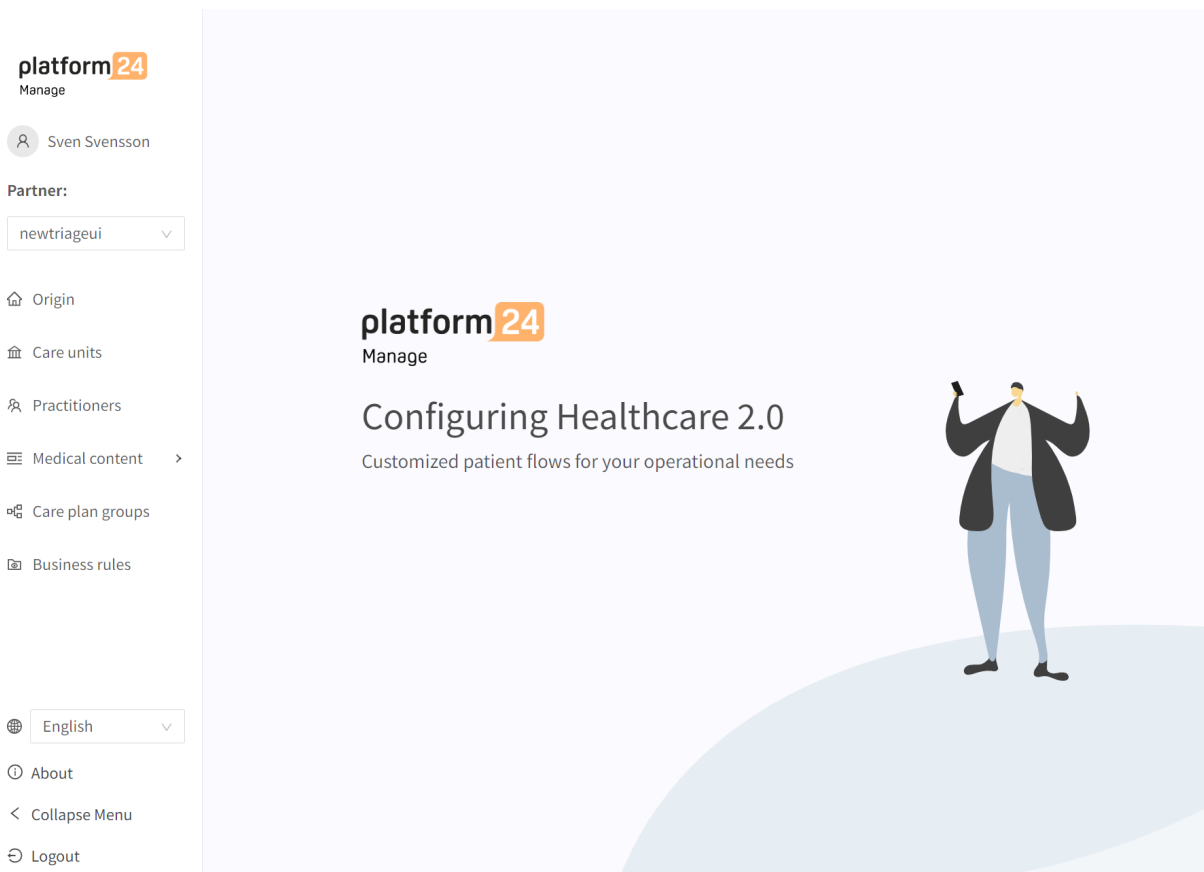 platform24
Manage
Sven Svensson
Partner:
newtriageui
Origin
Care units
Practitioners
Medical content
Care plan groups
Business rules
English
About
Collapse Menu
Logout
platform24
Manage
Configuring Healthcare 2.0
Customized patient flows for your operational needs